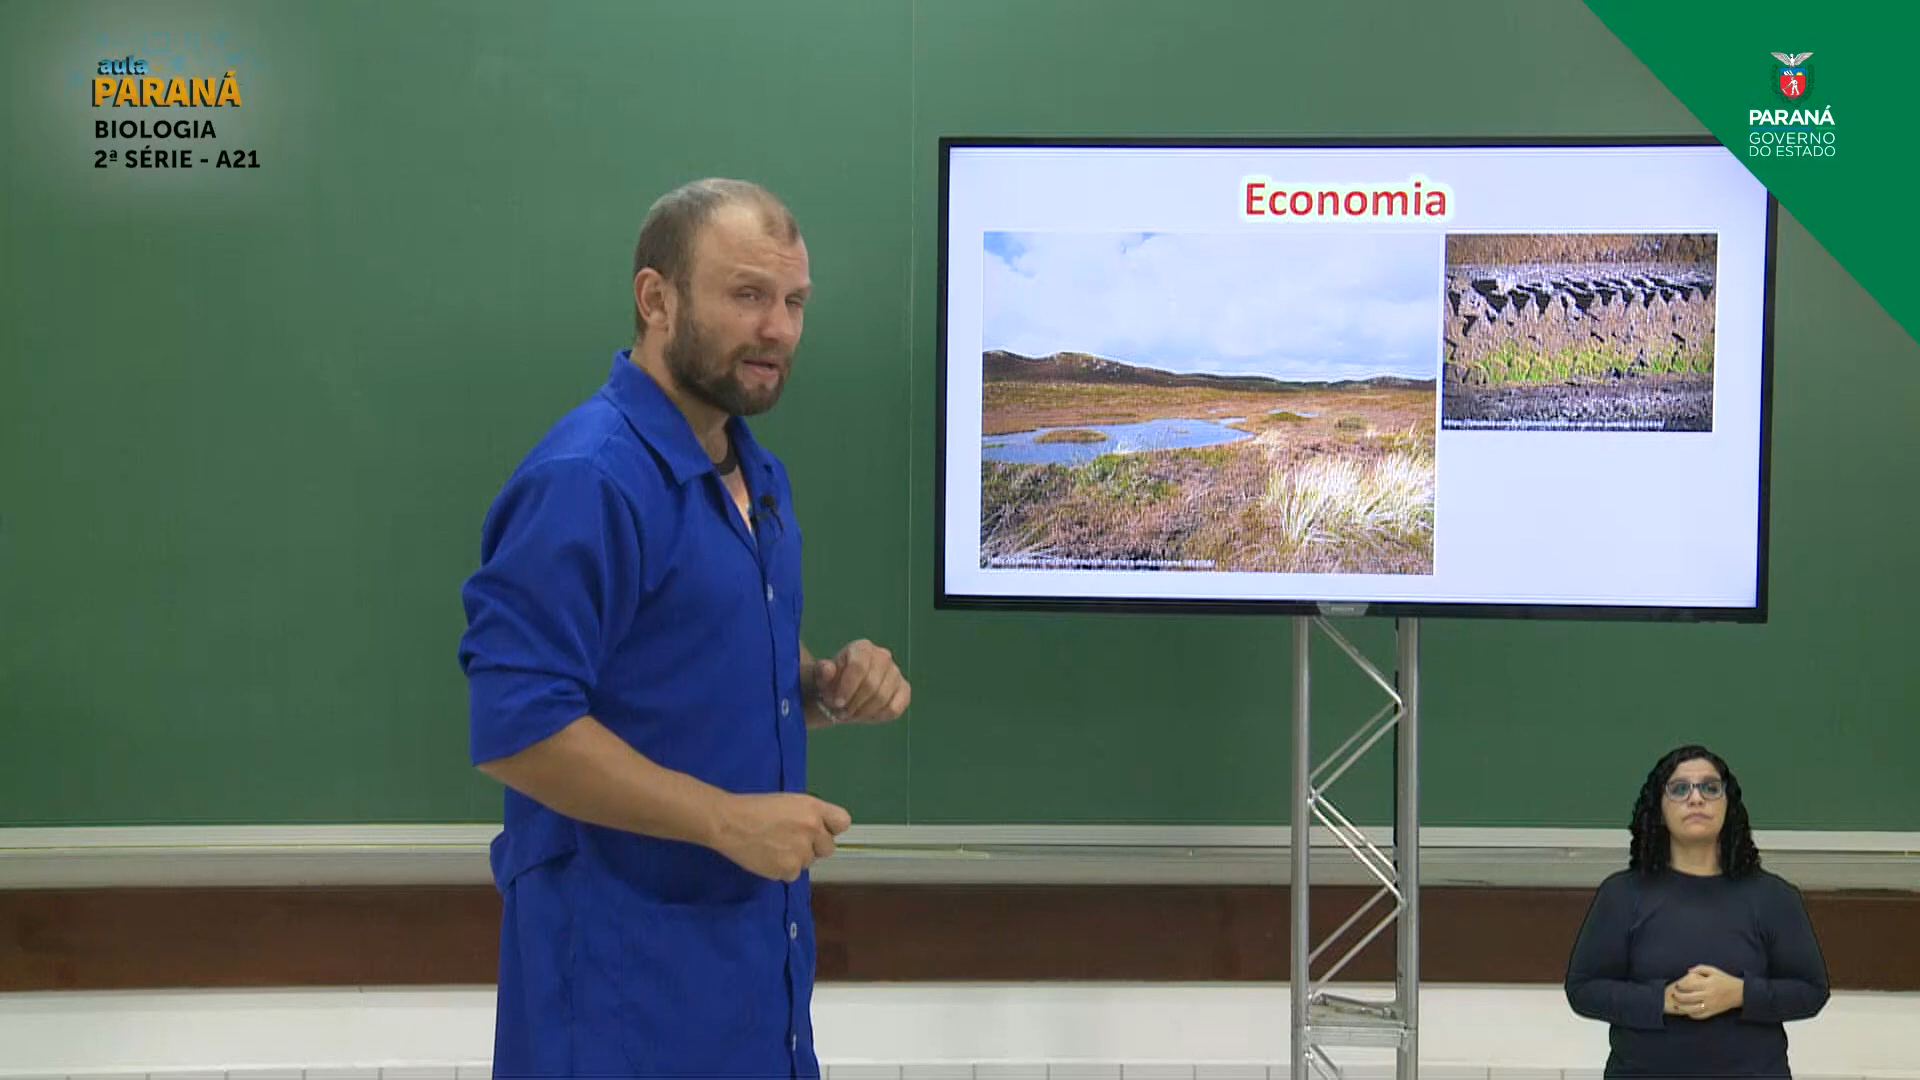 aula
PARANÁ
BIOLOGIA
2ª SÉRIE - A21
PARANÁ
GOVERNO
DO ESTADO
Economia